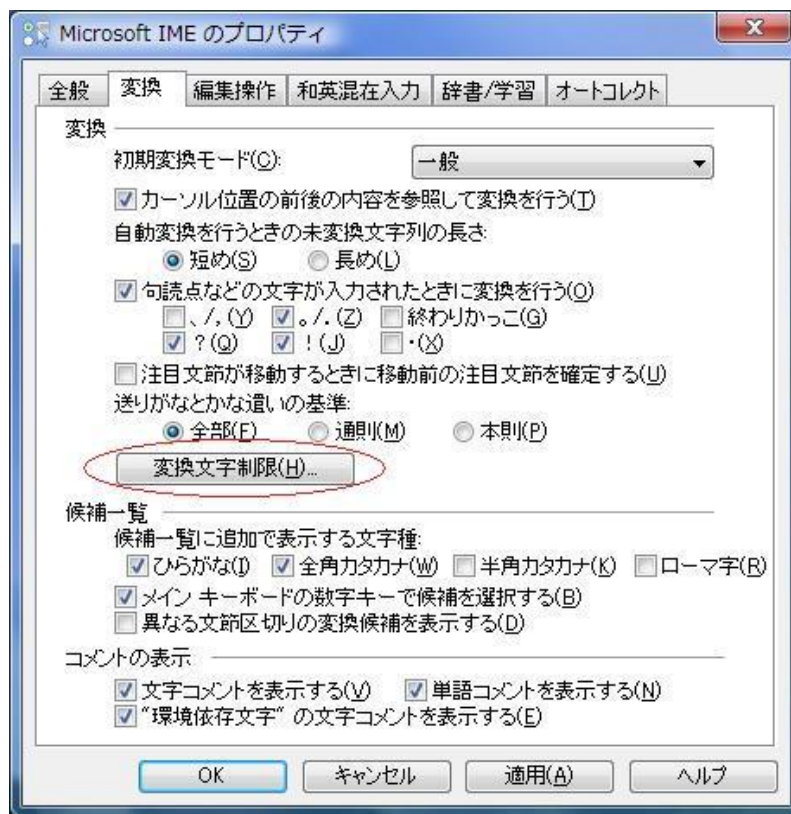 Microsoft IME のプロパティ
全般 変換 編集操作 和英混在入力 辞書/学習 オートコレクト
変換
初期変換モード(C): 一般
カーソル位置の前後の内容を参照して変換を行う(T)
自動変換を行うときの未変換文字列の長さ:
短め(S) 長め(L)
句読点などの文字が入力されたときに変換を行う(O)
、/，(Y) 。/．(Z) 終わりかっこ(G)
？(Q) ！(J) ・(X)
注目文節が移動するときに移動前の注目文節を確定する(U)
送りがなとかな遣いの基準:
全部(F) 通則(M) 本則(P)
変換文字制限(H)...
候補一覧
候補一覧に追加で表示する文字種:
ひらがな(I) 全角カタカナ(W) 半角カタカナ(K) ローマ字(R)
メイン キーボードの数字キーで候補を選択する(B)
異なる文節区切りの変換候補を表示する(D)
コメントの表示
文字コメントを表示する(V) 単語コメントを表示する(N)
"環境依存文字" の文字コメントを表示する(E)
OK キャンセル 適用(A) ヘルプ